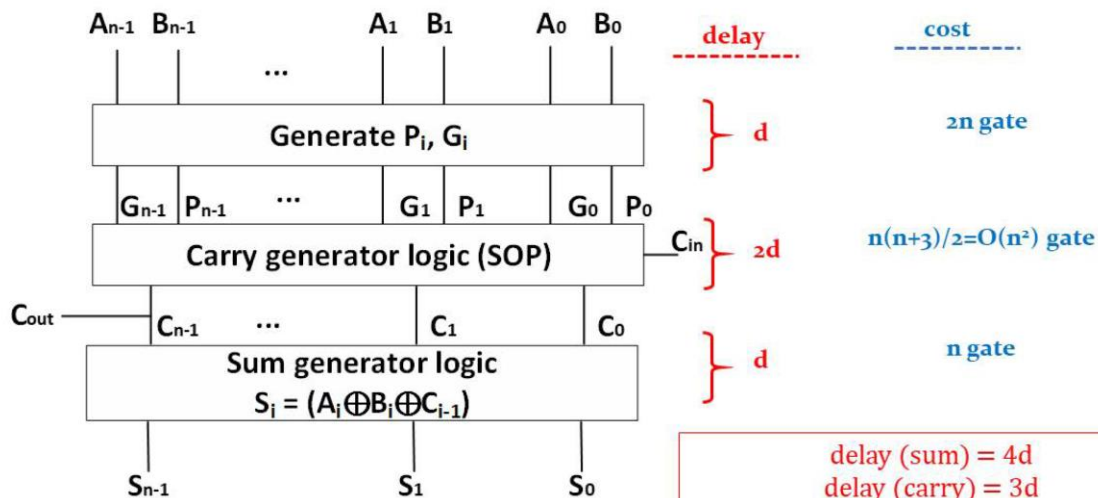 Aₙ₋₁ Bₙ₋₁ ... A₁ B₁ A₀ B₀
delay cost
Generate Pᵢ, Gᵢ
d 2n gate
Gₙ₋₁ Pₙ₋₁ ... G₁ P₁ G₀ P₀
Carry generator logic (SOP)
Cᵢₙ
2d n(n+3)/2=O(n²) gate
Cₒᵤₜ
Cₙ₋₁ ... C₁ C₀
Sum generator logic
Sᵢ = (Aᵢ⊕Bᵢ⊕Cᵢ₋₁)
d n gate
Sₙ₋₁ S₁ S₀
delay (sum) = 4d
delay (carry) = 3d